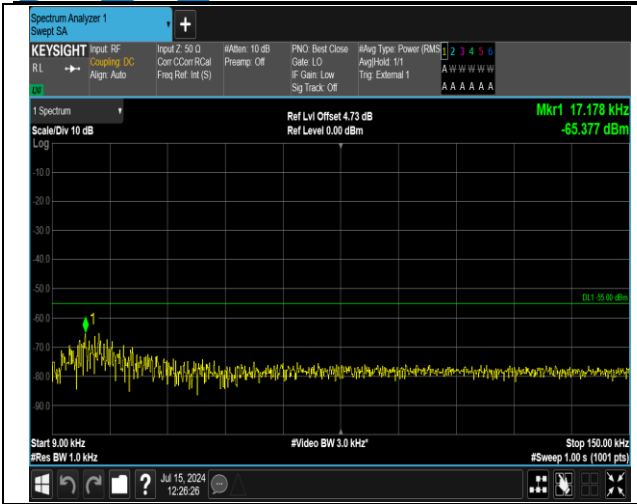 Spectrum Analyzer 1
Swept SA
KEYSIGHT
RL
Input: RF
Coupling: DC
Align: Auto
Input Z: 50 Ω
Corr CCorr RCal
Freq Ref: Int (S)
#Atten: 10 dB
Preamp: Off
PNO: Best Close
Gate: LO
IF Gain: Low
Sig Track: Off
#Avg Type: Power (RMS
Avg|Hold: 1/1
Trig: External 1
1 2 3 4 5 6
A W W W W W
A A A A A A
1 Spectrum
Scale/Div 10 dB
Log
Ref Lvl Offset 4.73 dB
Ref Level 0.00 dBm
Mkr1 17.178 kHz
-65.377 dBm
-10.0
-20.0
-30.0
-40.0
-50.0
DL1 -55.00 dBm
1
-60.0
-70.0
-80.0
-90.0
Start 9.00 kHz
#Res BW 1.0 kHz
#Video BW 3.0 kHz*
Stop 150.00 kHz
#Sweep 1.00 s (1001 pts)
?
Jul 15, 2024
12:26:26